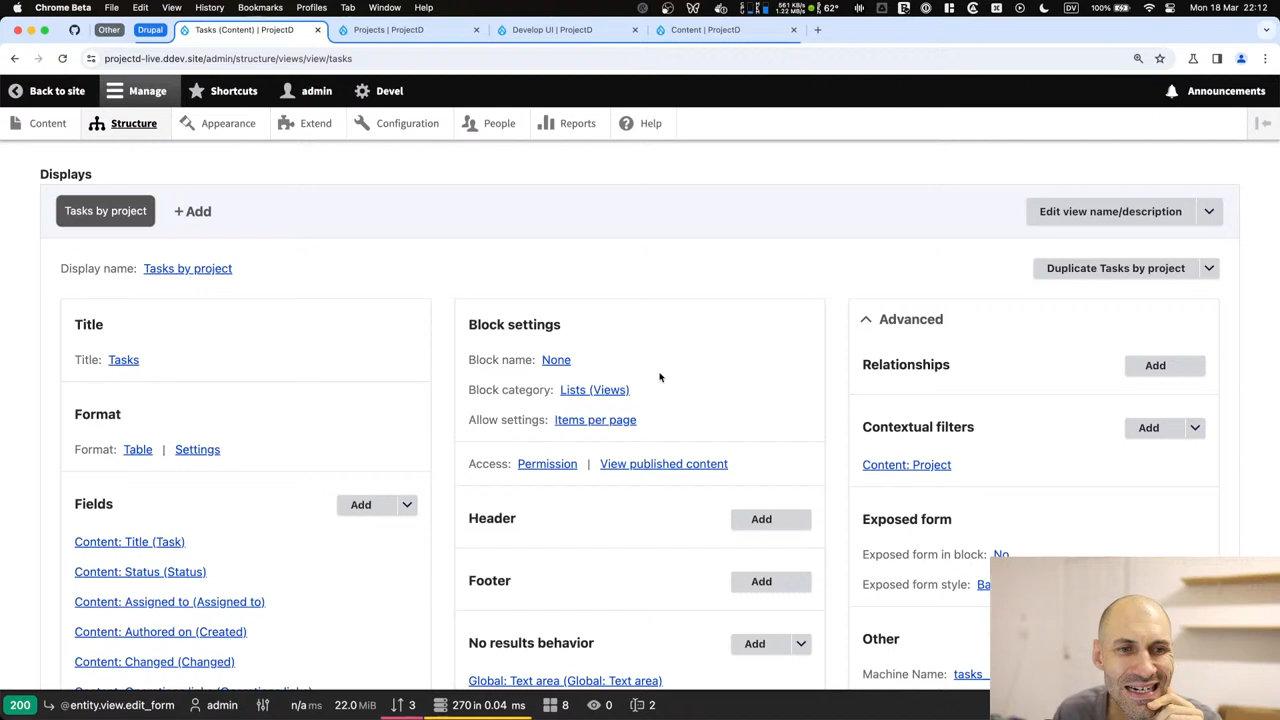 Chrome Beta File Edit View History Bookmarks Profiles Tab Window Help 561 KB/s 1.22 MB/s 62° DV 100% Mon 18 Mar 22:12
Other Drupal Tasks (Content) | ProjectD Projects | ProjectD Develop UI | ProjectD Content | ProjectD
projectd-live.ddev.site/admin/structure/views/view/tasks
Back to site Manage Shortcuts admin Devel Announcements
Content Structure Appearance Extend Configuration People Reports Help
Displays
Tasks by project + Add Edit view name/description
Display name: Tasks by project Duplicate Tasks by project
Title
Title: Tasks
Format
Format: Table | Settings
Fields Add
Content: Title (Task)
Content: Status (Status)
Content: Assigned to (Assigned to)
Content: Authored on (Created)
Content: Changed (Changed)
Block settings
Block name: None
Block category: Lists (Views)
Allow settings: Items per page
Access: Permission | View published content
Header Add
Footer Add
No results behavior Add
Global: Text area (Global: Text area)
Advanced
Relationships Add
Contextual filters Add
Content: Project
Exposed form
Exposed form in block: No
Exposed form style: Ba
Other
Machine Name: tasks_
200 @entity.view.edit_form admin n/a ms 22.0 MiB 3 270 in 0.04 ms 8 0 2